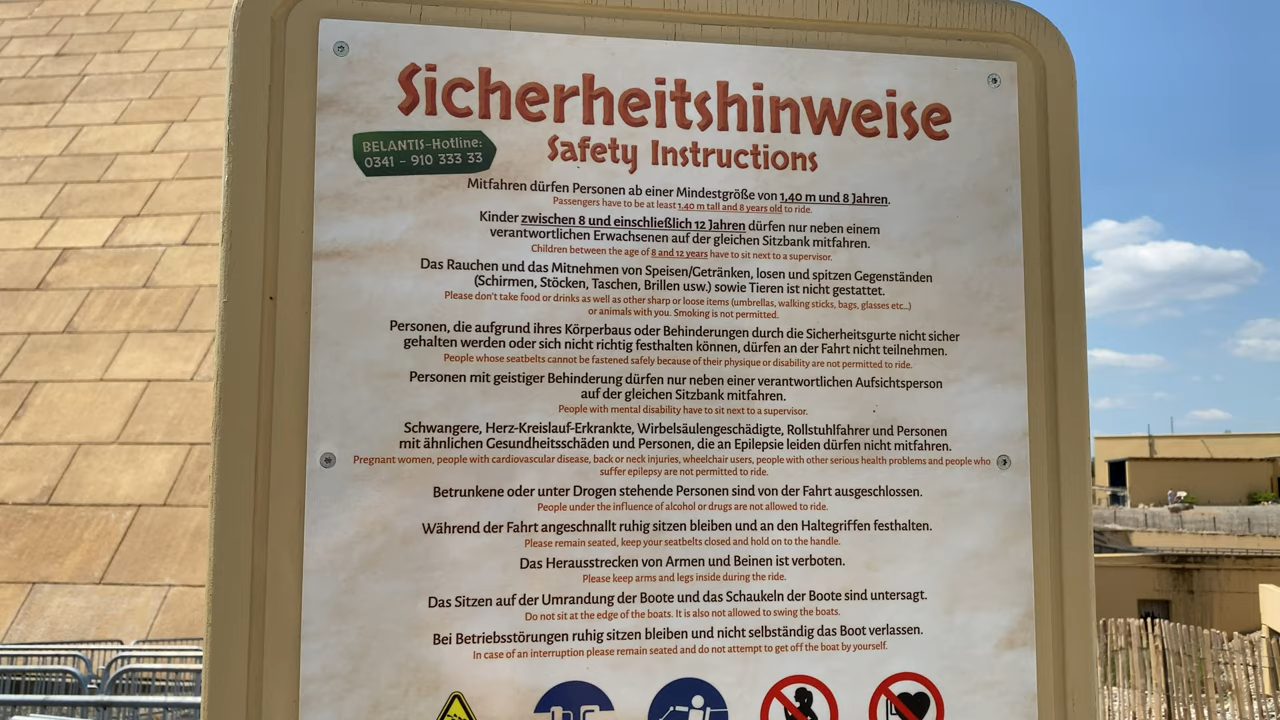 Sicherheitshinweise
Safety Instructions
BELANTIS-Hotline:
0341 - 910 333 33
Mitfahren dürfen Personen ab einer Mindestgröße von 1,40 m und 8 Jahren.
Passengers have to be at least 1.40 m tall and 8 years old to ride.
Kinder zwischen 8 und einschließlich 12 Jahren dürfen nur neben einem
verantwortlichen Erwachsenen auf der gleichen Sitzbank mitfahren.
Children between the age of 8 and 12 years have to sit next to a supervisor.
Das Rauchen und das Mitnehmen von Speisen/Getränken, losen und spitzen Gegenständen
(Schirmen, Stöcken, Taschen, Brillen usw.) sowie Tieren ist nicht gestattet.
Please don't take food or drinks as well as other sharp or loose items (umbrellas, walking sticks, bags, glasses etc...)
or animals with you. Smoking is not permitted.
Personen, die aufgrund ihres Körperbaus oder Behinderungen durch die Sicherheitsgurte nicht sicher
gehalten werden oder sich nicht richtig festhalten können, dürfen an der Fahrt nicht teilnehmen.
People whose seatbelts cannot be fastened safely because of their physique or disability are not permitted to ride.
Personen mit geistiger Behinderung dürfen nur neben einer verantwortlichen Aufsichtsperson
auf der gleichen Sitzbank mitfahren.
People with mental disability have to sit next to a supervisor.
Schwangere, Herz-Kreislauf-Erkrankte, Wirbelsäulengeschädigte, Rollstuhlfahrer und Personen
mit ähnlichen Gesundheitsschäden und Personen, die an Epilepsie leiden dürfen nicht mitfahren.
Pregnant women, people with cardiovascular disease, back or neck injuries, wheelchair users, people with other serious health problems and people who
suffer epilepsy are not permitted to ride.
Betrunkene oder unter Drogen stehende Personen sind von der Fahrt ausgeschlossen.
People under the influence of alcohol or drugs are not allowed to ride.
Während der Fahrt angeschnallt ruhig sitzen bleiben und an den Haltegriffen festhalten.
Please remain seated, keep your seatbelts closed and hold on to the handle.
Das Herausstrecken von Armen und Beinen ist verboten.
Please keep arms and legs inside during the ride.
Das Sitzen auf der Umrandung der Boote und das Schaukeln der Boote sind untersagt.
Do not sit at the edge of the boats. It is also not allowed to swing the boats.
Bei Betriebsstörungen ruhig sitzen bleiben und nicht selbständig das Boot verlassen.
In case of an interruption please remain seated and do not attempt to get off the boat by yourself.